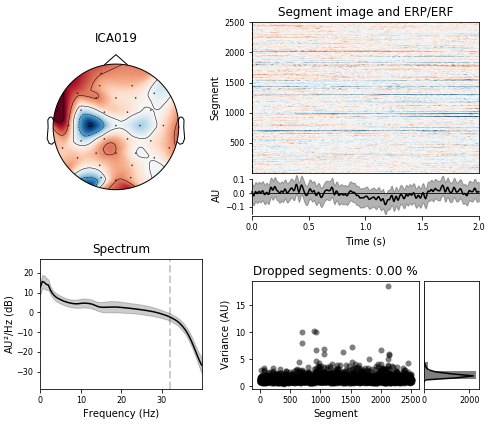 ICA019
Segment image and ERP/ERF
2500
2000
1500
1000
500
Segment
0.1
0.0
−0.1
AU
0.0 0.5 1.0 1.5 2.0
Time (s)
Spectrum
20
10
0
−10
−20
−30
AU²/Hz (dB)
0 10 20 30
Frequency (Hz)
Dropped segments: 0.00 %
15
10
5
0
Variance (AU)
0 500 1000 1500 2000 2500
Segment
0 2000